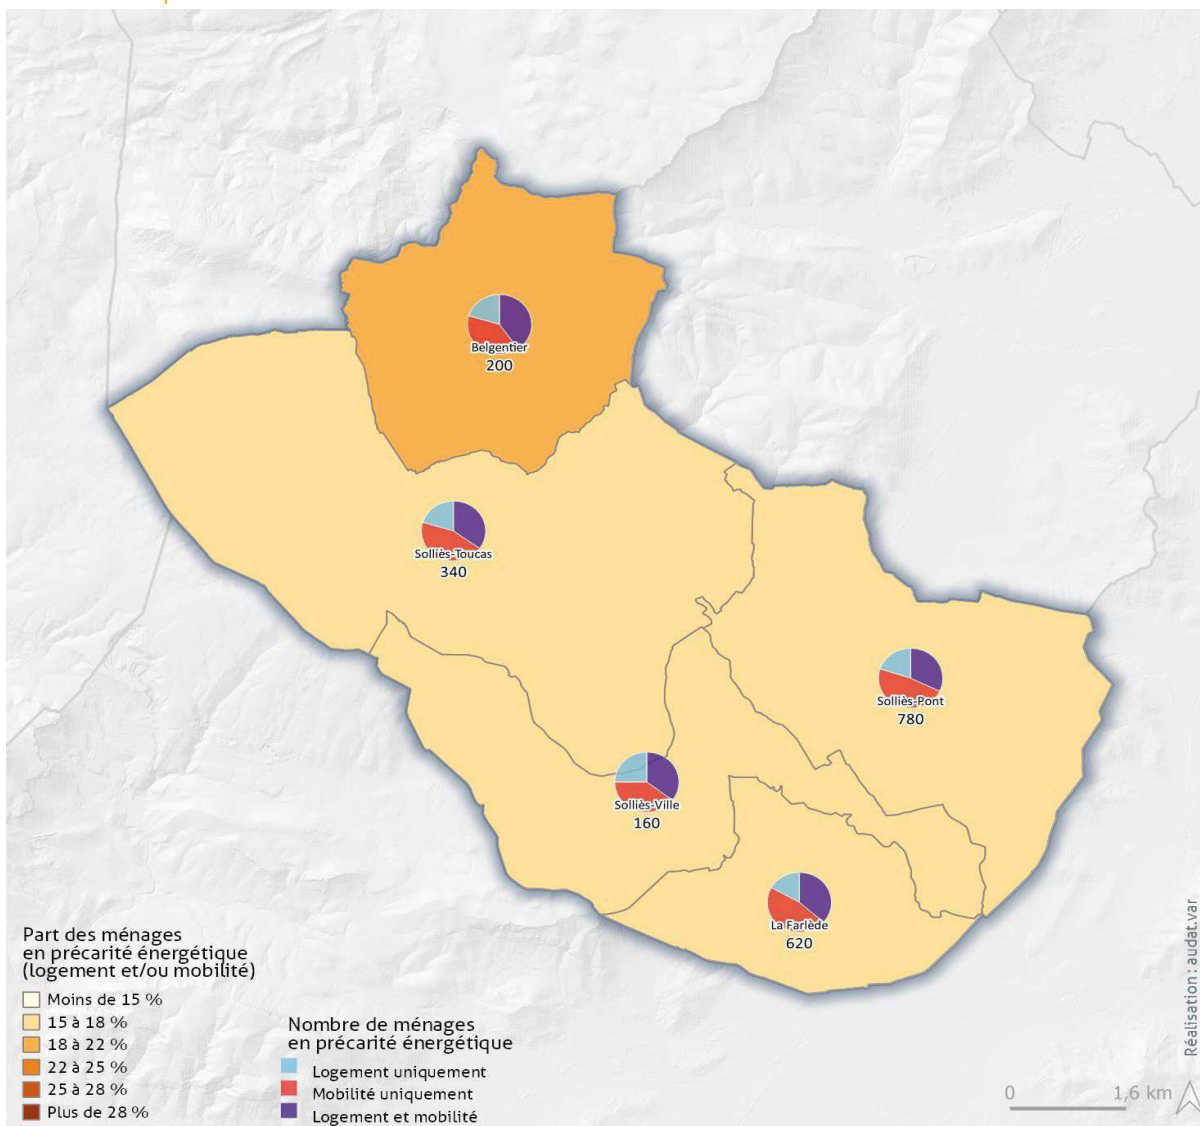 Belgentier
200
Solliès-Toucas
340
Solliès-Pont
780
Solliès-Ville
160
La Farlède
620
Part des ménages
en précarité énergétique
(logement et/ou mobilité)
Moins de 15 %
15 à 18 %
18 à 22 %
22 à 25 %
25 à 28 %
Plus de 28 %
Nombre de ménages
en précarité énergétique
Logement uniquement
Mobilité uniquement
Logement et mobilité
0 1,6 km
Réalisation : audat.var